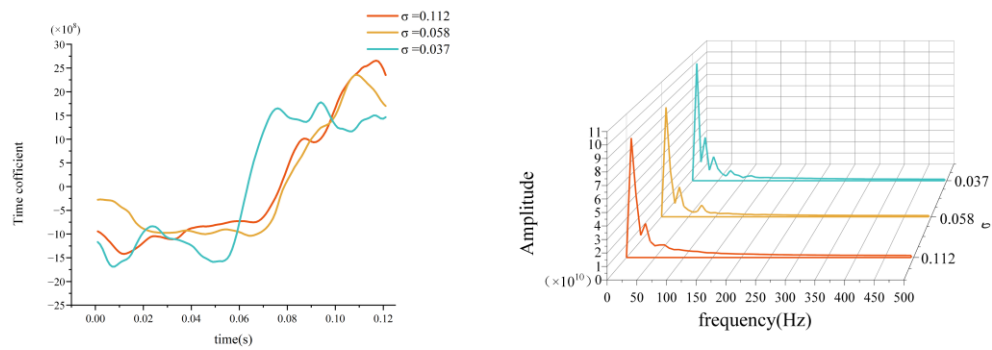 (×10⁸)
σ =0.112
σ =0.058
σ =0.037
30
25
20
15
10
5
0
−5
−10
−15
−20
−25
Time cofficient
0.00 0.02 0.04 0.06 0.08 0.10 0.12
time(s)
11
10
9
8
7
6
5
4
3
2
1
0
Amplitude
(×10¹⁰)
0.037
0.058
0.112
σ
0 50 100 150 200 250 300 350 400 450 500
frequency(Hz)